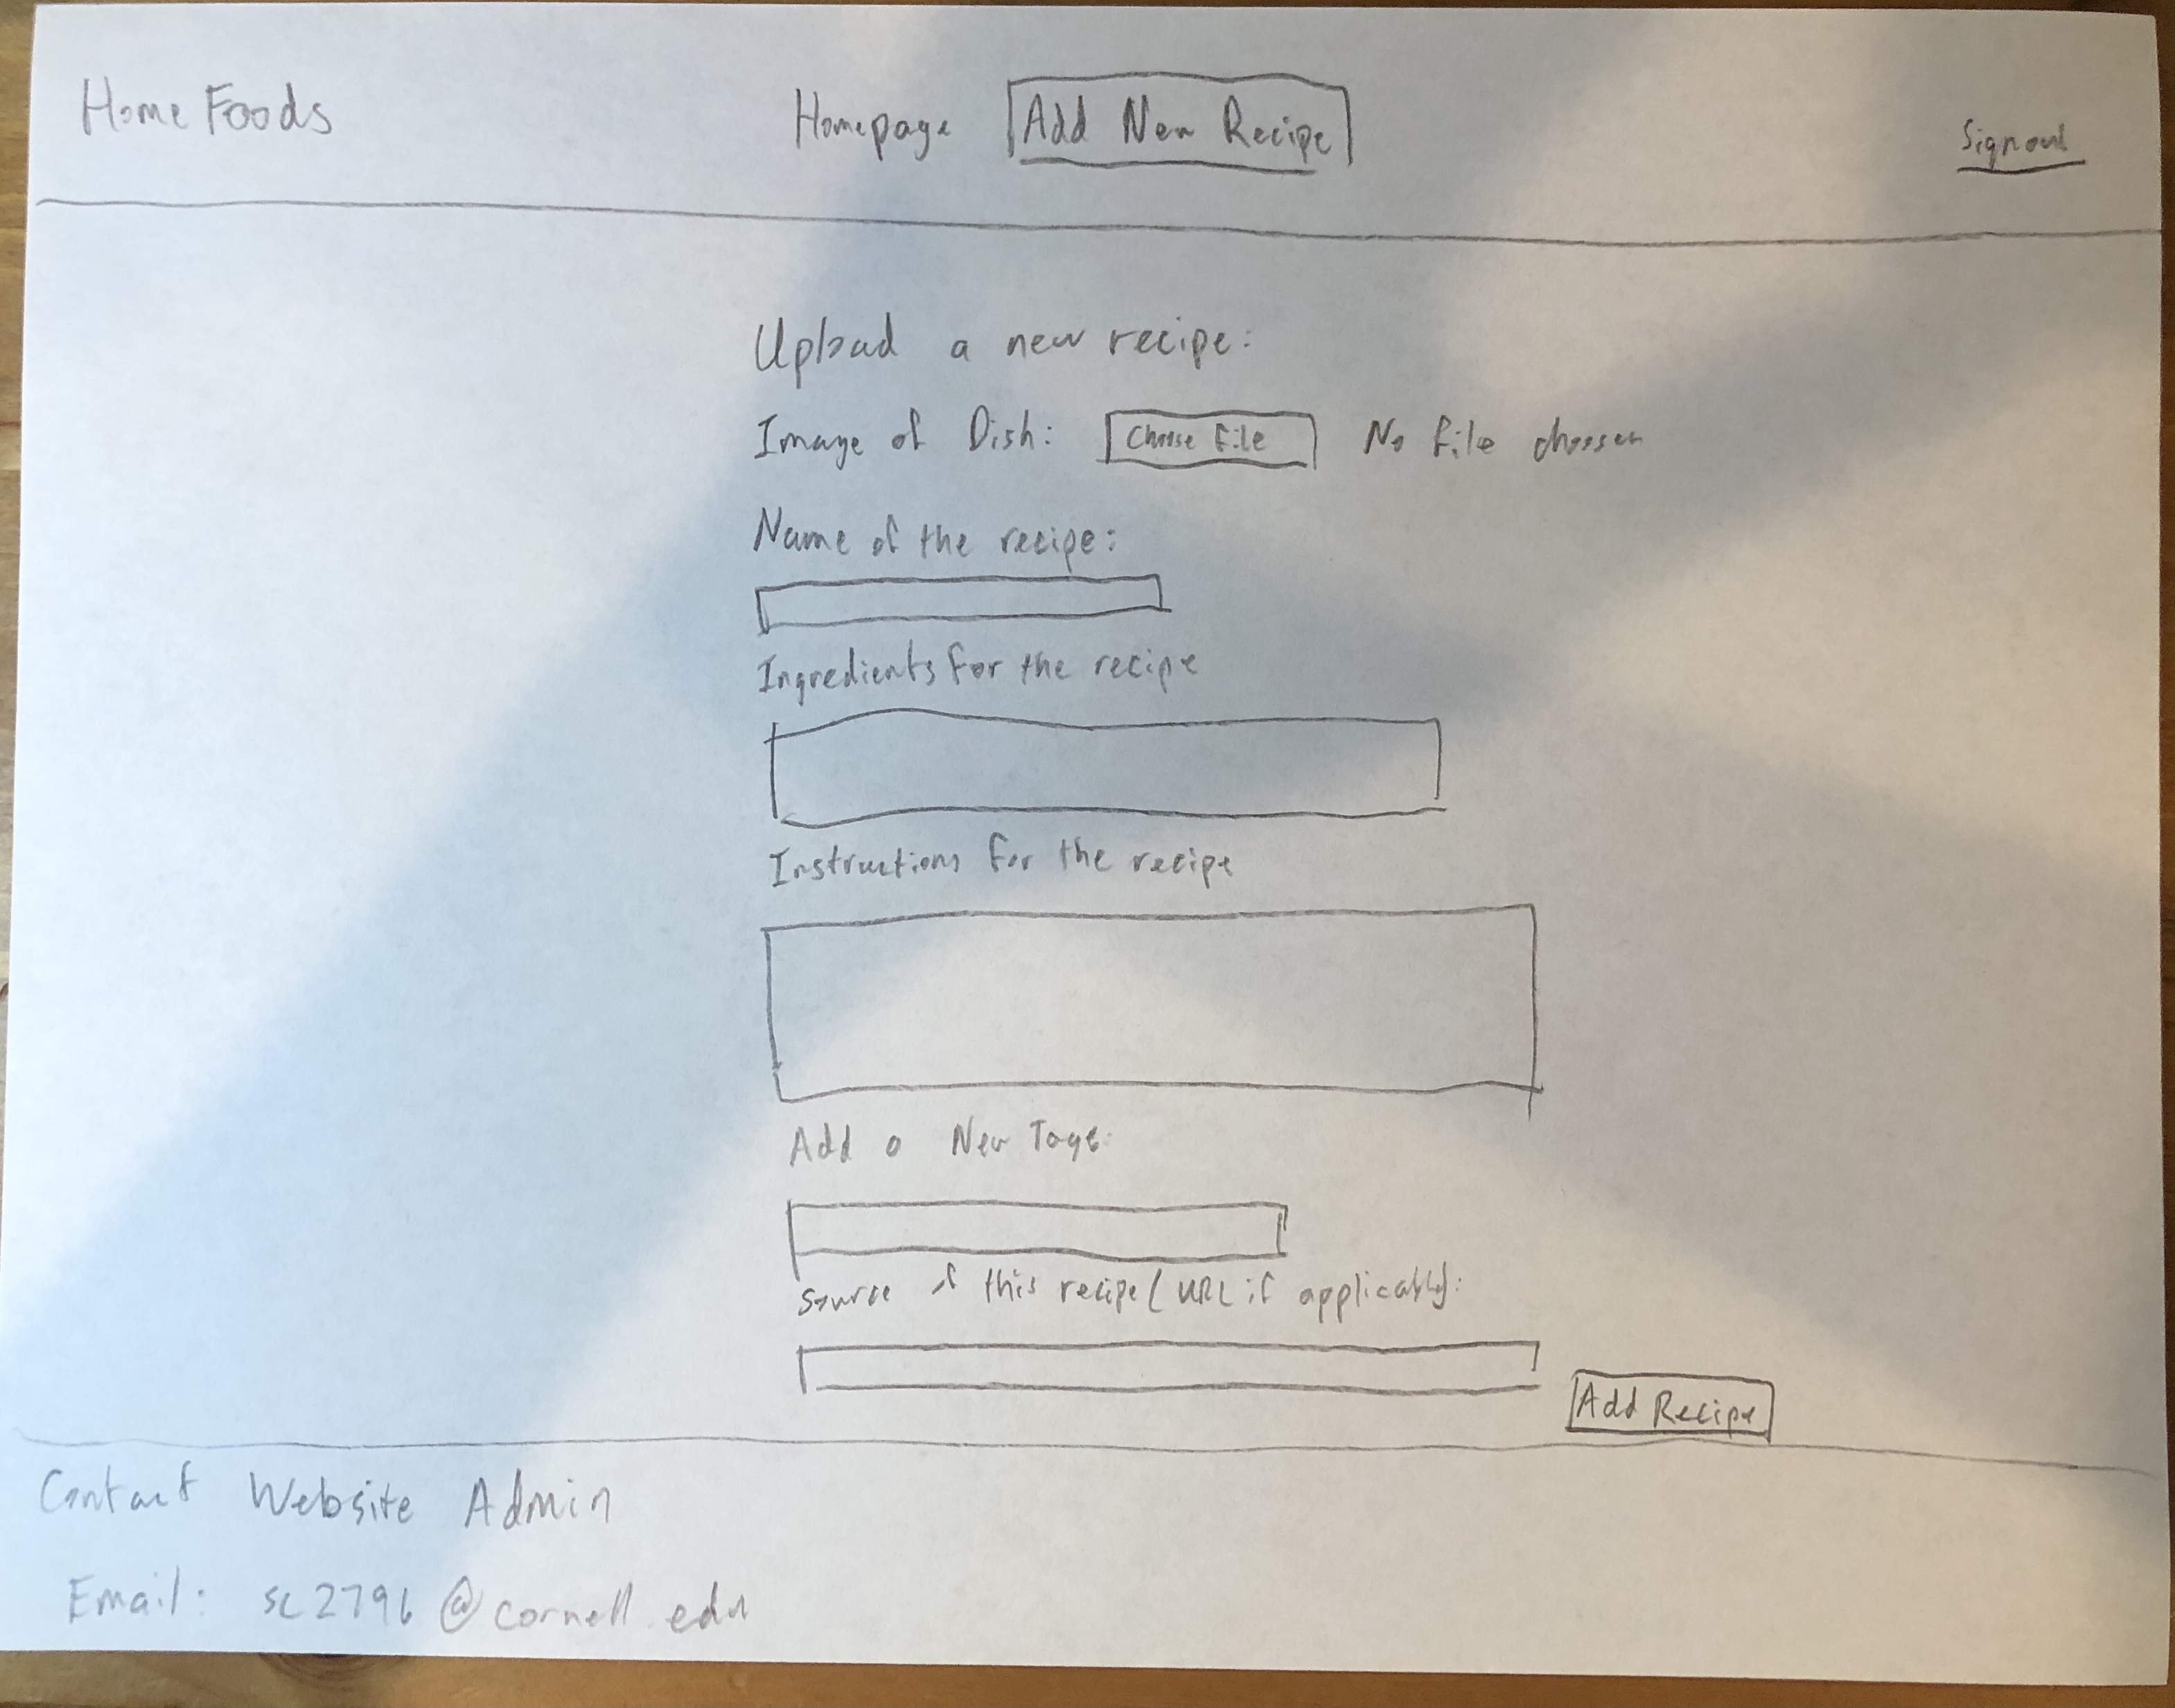 Home Foods
Homepage Add New Recipe
Signout
Upload a new recipe:
Image of Dish: Choose File No file chosen
Name of the recipe:
Ingredients for the recipe
Instructions for the recipe
Add a New Tags:
Source of this recipe (URL if applicable):
Add Recipe
Contact Website Admin
Email: sc2796@cornell.edu